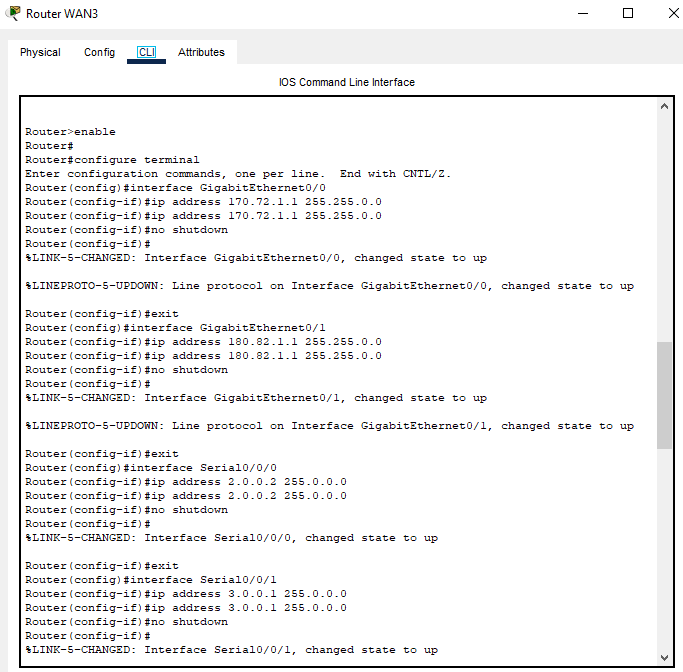 Router WAN3
Physical Config CLI Attributes
IOS Command Line Interface
Router>enable
Router#
Router#configure terminal
Enter configuration commands, one per line.  End with CNTL/Z.
Router(config)#interface GigabitEthernet0/0
Router(config-if)#ip address 170.72.1.1 255.255.0.0
Router(config-if)#ip address 170.72.1.1 255.255.0.0
Router(config-if)#no shutdown
Router(config-if)#
%LINK-5-CHANGED: Interface GigabitEthernet0/0, changed state to up
%LINEPROTO-5-UPDOWN: Line protocol on Interface GigabitEthernet0/0, changed state to up
Router(config-if)#exit
Router(config)#interface GigabitEthernet0/1
Router(config-if)#ip address 180.82.1.1 255.255.0.0
Router(config-if)#ip address 180.82.1.1 255.255.0.0
Router(config-if)#no shutdown
Router(config-if)#
%LINK-5-CHANGED: Interface GigabitEthernet0/1, changed state to up
%LINEPROTO-5-UPDOWN: Line protocol on Interface GigabitEthernet0/1, changed state to up
Router(config-if)#exit
Router(config)#interface Serial0/0/0
Router(config-if)#ip address 2.0.0.2 255.0.0.0
Router(config-if)#ip address 2.0.0.2 255.0.0.0
Router(config-if)#no shutdown
Router(config-if)#
%LINK-5-CHANGED: Interface Serial0/0/0, changed state to up
Router(config-if)#exit
Router(config)#interface Serial0/0/1
Router(config-if)#ip address 3.0.0.1 255.0.0.0
Router(config-if)#ip address 3.0.0.1 255.0.0.0
Router(config-if)#no shutdown
Router(config-if)#
%LINK-5-CHANGED: Interface Serial0/0/1, changed state to up